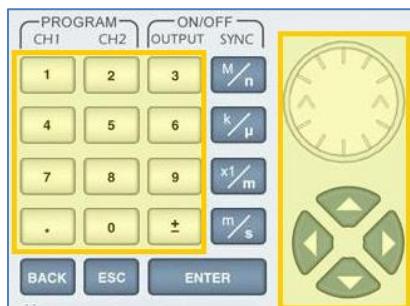 PROGRAM ON/OFF
CH1 CH2 OUTPUT SYNC
1 2 3 M/n
4 5 6 k/µ
7 8 9 x1/m
. 0 ± m/s
BACK ESC ENTER